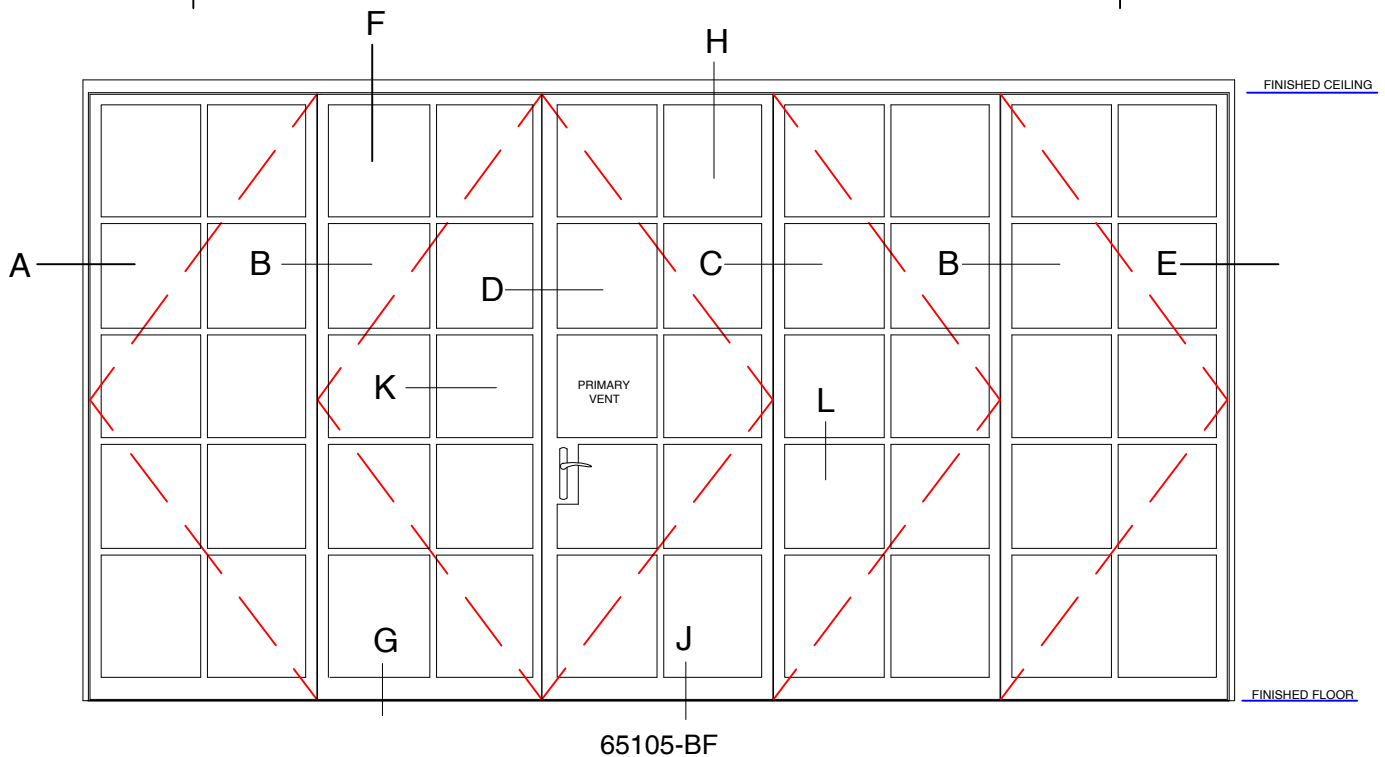 F
H
FINISHED CEILING
A
B
C
B
E
D
K
PRIMARY
VENT
L
G
J
FINISHED FLOOR
65105-BF